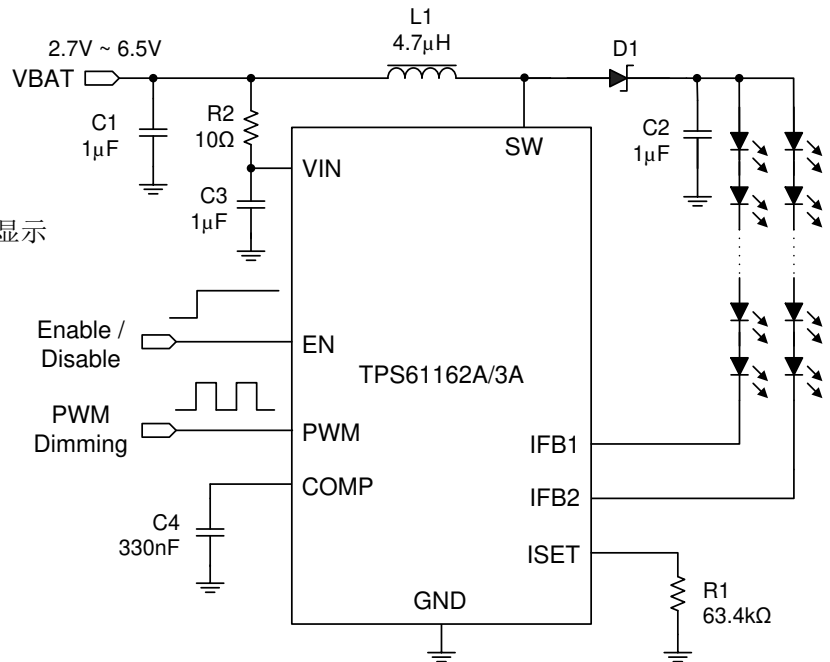 L1
4.7µH
D1
2.7V ~ 6.5V
VBAT
C1
1µF
R2
10Ω
C2
1µF
SW
VIN
C3
1µF
显示
Enable /
Disable
EN
TPS61162A/3A
PWM
Dimming
PWM
IFB1
COMP
IFB2
C4
330nF
ISET
R1
63.4kΩ
GND